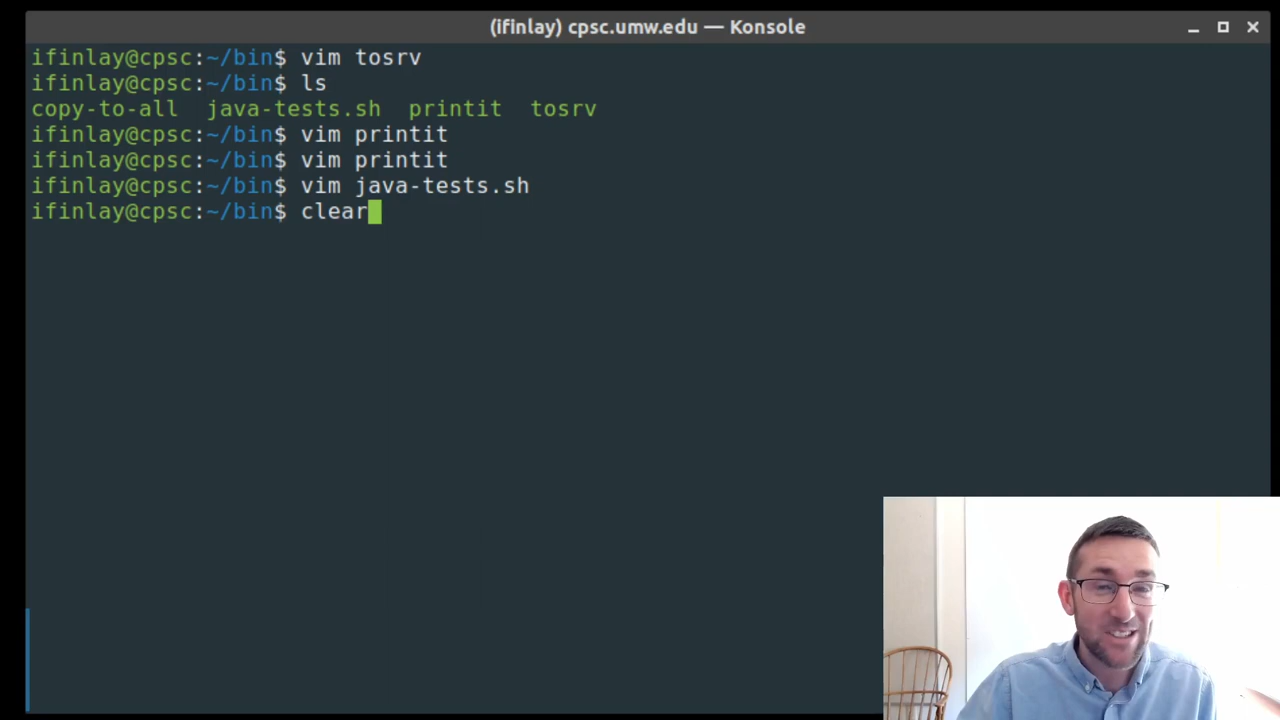 (ifinlay) cpsc.umw.edu — Konsole
ifinlay@cpsc:~/bin$ vim tosrv
ifinlay@cpsc:~/bin$ ls
copy-to-all  java-tests.sh  printit  tosrv
ifinlay@cpsc:~/bin$ vim printit
ifinlay@cpsc:~/bin$ vim printit
ifinlay@cpsc:~/bin$ vim java-tests.sh
ifinlay@cpsc:~/bin$ clear